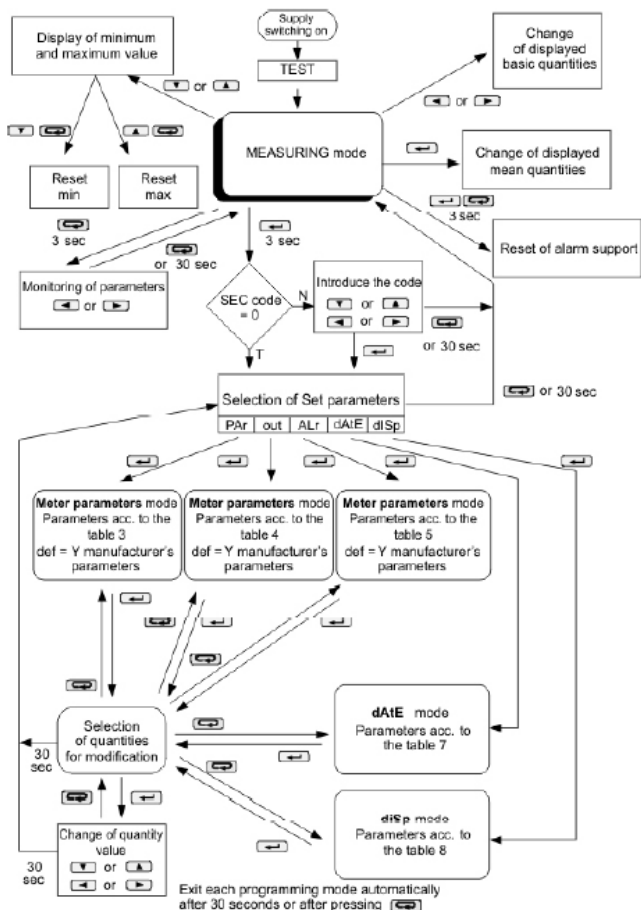 Supply
switching on
TEST
Display of minimum
and maximum value
or
Change
of displayed
basic quantities
or
MEASURING mode
Change of displayed
mean quantities
Reset
min
Reset
max
3 sec
3 sec
3 sec
or 30 sec
Reset of alarm support
Monitoring of parameters
or
SEC code
= 0
N
T
Introduce the code
or
or
or 30 sec
or 30 sec
Selection of Set parameters
PAr out ALr dAtE dISp
Meter parameters mode
Parameters acc. to the
table 3
def = Y manufacturer's
parameters
Meter parameters mode
Parameters acc. to the
table 4
def = Y manufacturer's
parameters
Meter parameters mode
Parameters acc. to the
table 5
def = Y manufacturer's
parameters
Selection
of quantities
for modification
30
sec
dAtE mode
Parameters acc. to
the table 7
diSp mode
Parameters acc. to
the table 8
Change of quantity
value
or
or
30
sec
Exit each programming mode automatically
after 30 seconds or after pressing